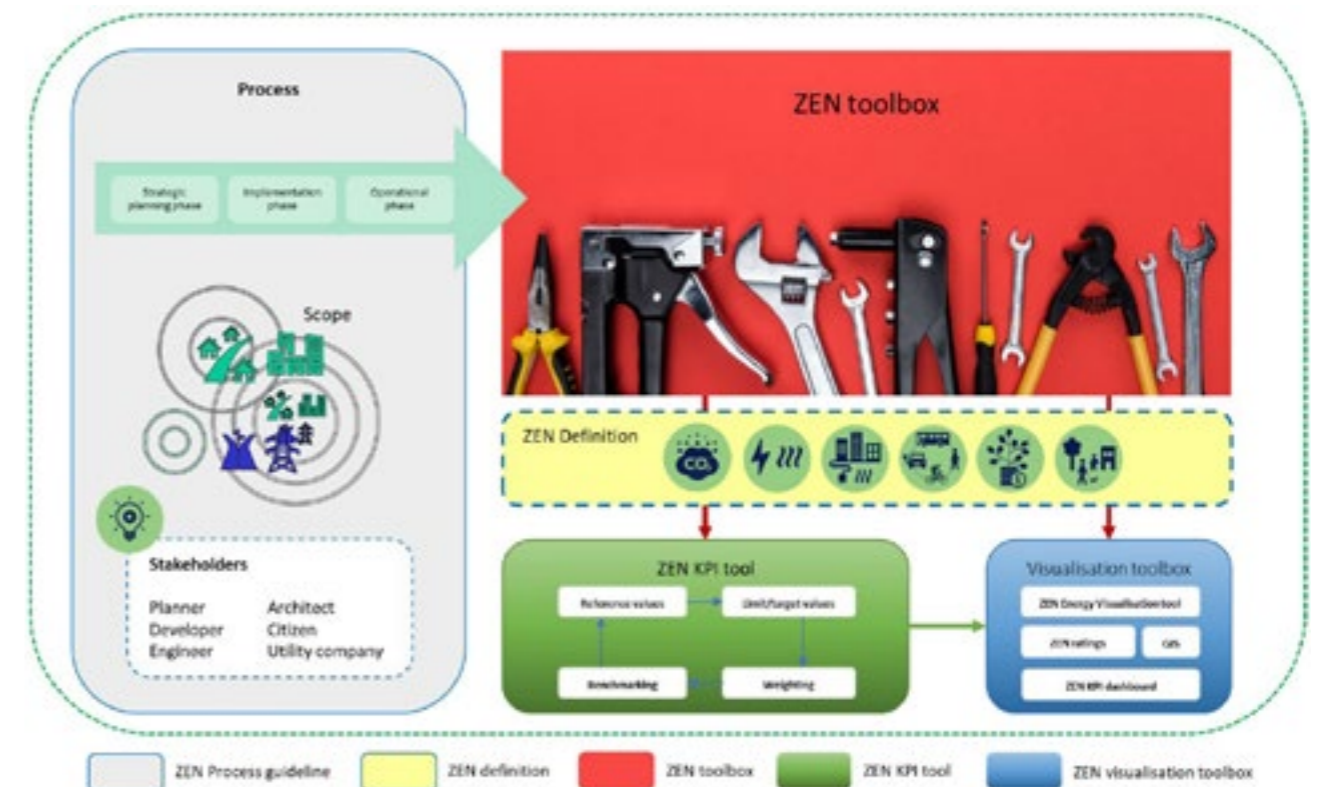 Process
Strategic
planning phase
Implementation
phase
Operational
phase
Scope
Stakeholders
Planner Architect
Developer Citizen
Engineer Utility company
ZEN toolbox
ZEN Definition
CO₂
ZEN KPI tool
Reference values
Limit/target values
Benchmarking
Weighting
Visualisation toolbox
ZEN Energy Visualisation tool
ZEN ratings
GIS
ZEN KPI dashboard
ZEN Process guideline
ZEN definition
ZEN toolbox
ZEN KPI tool
ZEN visualisation toolbox